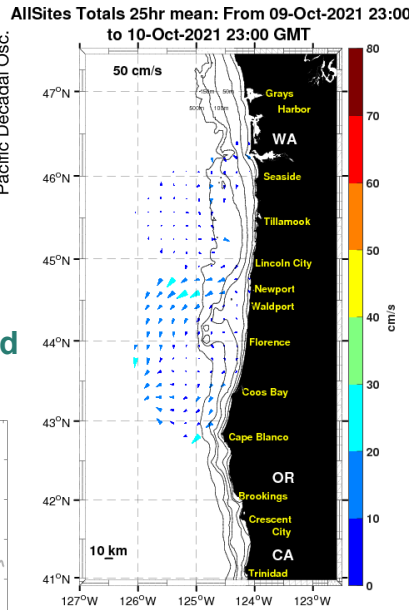 AllSites Totals 25hr mean: From 09-Oct-2021 23:00
to 10-Oct-2021 23:00 GMT
Pacific Decadal Osc.
50 cm/s
80
70
60
50
40
30
20
10
0
cm/s
47°N
46°N
45°N
44°N
43°N
42°N
41°N
50m
500m
Grays
Harbor
WA
Seaside
Tillamook
Lincoln City
Newport
Waldport
Florence
Coos Bay
Cape Blanco
OR
Brookings
Crescent
City
CA
Trinidad
10 km
127°W
126°W
125°W
124°W
123°W
d